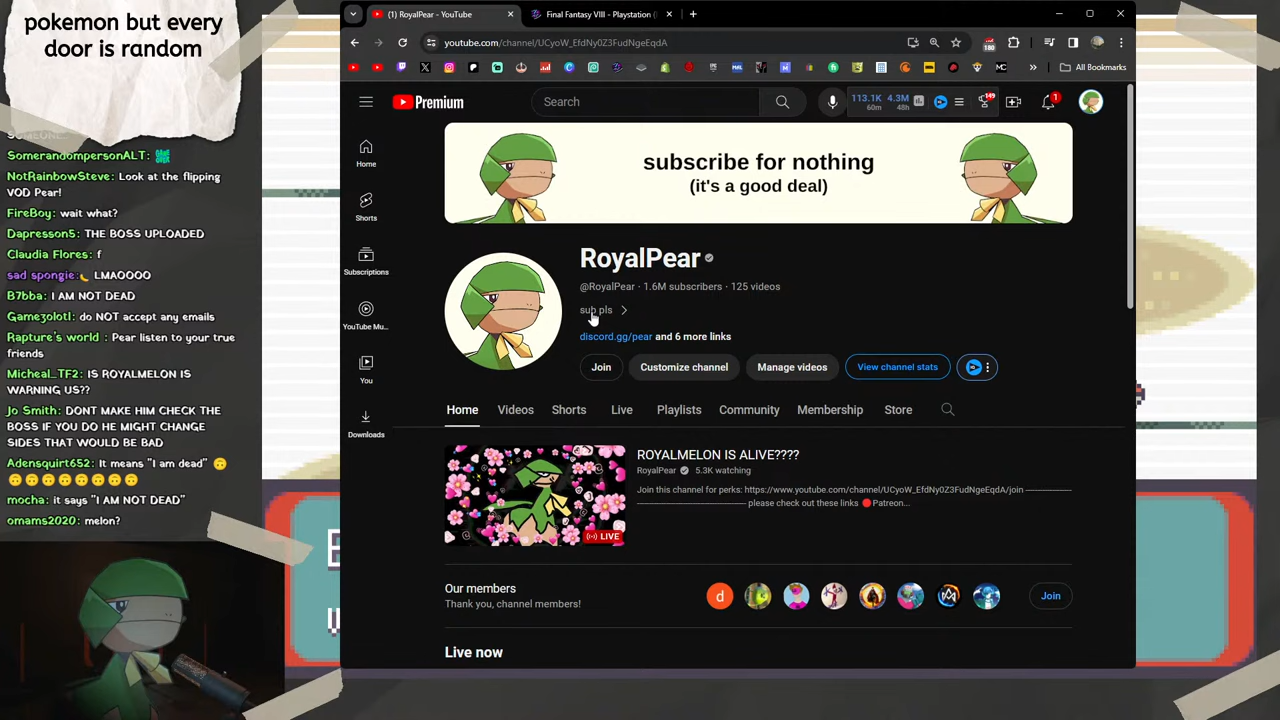 pokemon but every
door is random
SomerandompersonALT:
NotRainbowSteve: Look at the flipping
VOD Pear!
FireBoy: wait what?
Dapresson5: THE BOSS UPLOADED
Claudia Flores: f
sad spongie: LMAOOOO
B7bba: I AM NOT DEAD
Game3olotl: do NOT accept any emails
Rapture's world : Pear listen to your true
friends
Micheal_TF2: IS ROYALMELON IS
WARNING US??
Jo Smith: DONT MAKE HIM CHECK THE
BOSS IF YOU DO HE MIGHT CHANGE
SIDES THAT WOULD BE BAD
Adensquirt652: It means "I am dead"
mocha: it says "I AM NOT DEAD"
omams2020: melon?
(1) RoyalPear - YouTube
Final Fantasy VIII - Playstation (
youtube.com/channel/UCyoW_EfdNy0Z3FudNgeEqdA
180
All Bookmarks
Premium
Search
113.1K 4.3M
60m 48h
149
1
Home
Shorts
Subscriptions
YouTube Mu...
You
Downloads
subscribe for nothing
(it's a good deal)
RoyalPear
@RoyalPear · 1.6M subscribers · 125 videos
sub pls
discord.gg/pear and 6 more links
Join
Customize channel
Manage videos
View channel stats
Home
Videos
Shorts
Live
Playlists
Community
Membership
Store
ROYALMELON IS ALIVE????
RoyalPear 5.3K watching
Join this channel for perks: https://www.youtube.com/channel/UCyoW_EfdNy0Z3FudNgeEqdA/join
please check out these links Patreon...
LIVE
Our members
Thank you, channel members!
d
Join
Live now